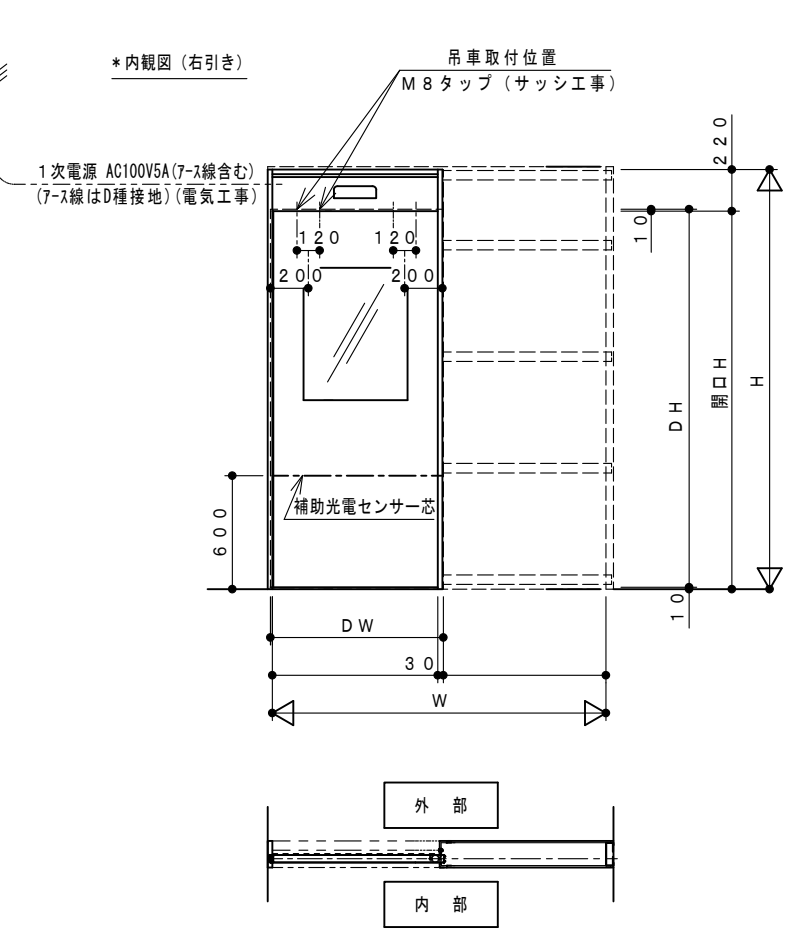 *内観図(右引き)
吊車取付位置
M8タップ(サッシ工事)
1次電源 AC100V5A(アース線含む)
(アース線はD種接地)(電気工事)
220
10
120
120
200
200
DH
開口H
H
補助光電センサー芯
600
10
DW
30
W
外部
内部